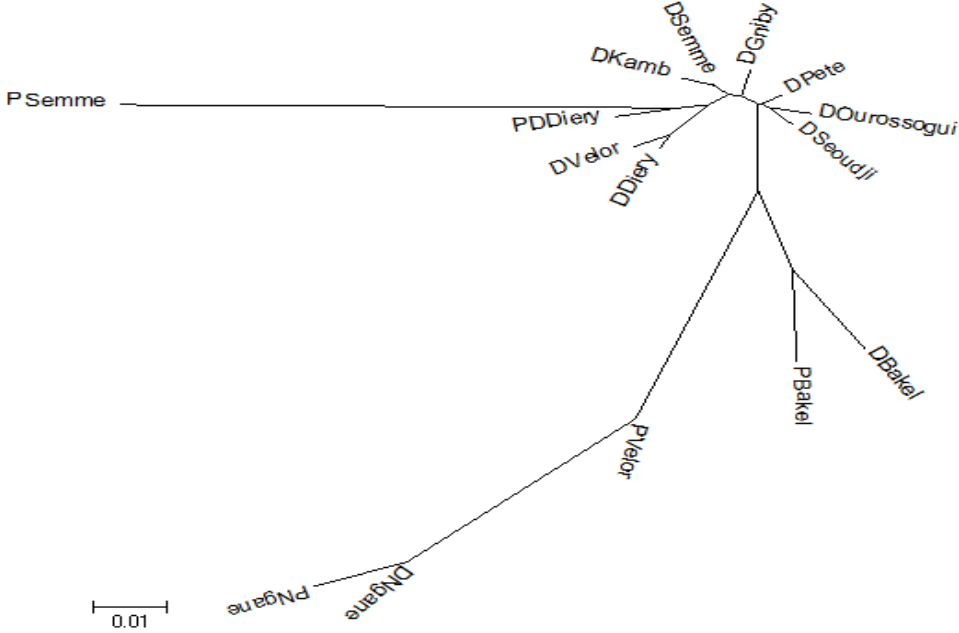 DSemme
DGniby
DKamb
DPete
PSemme
DOurossogui
PDDiery
DSeoudji
DVelor
DDiery
DBakel
PBakel
PVelor
DNgane
PNgane
0.01